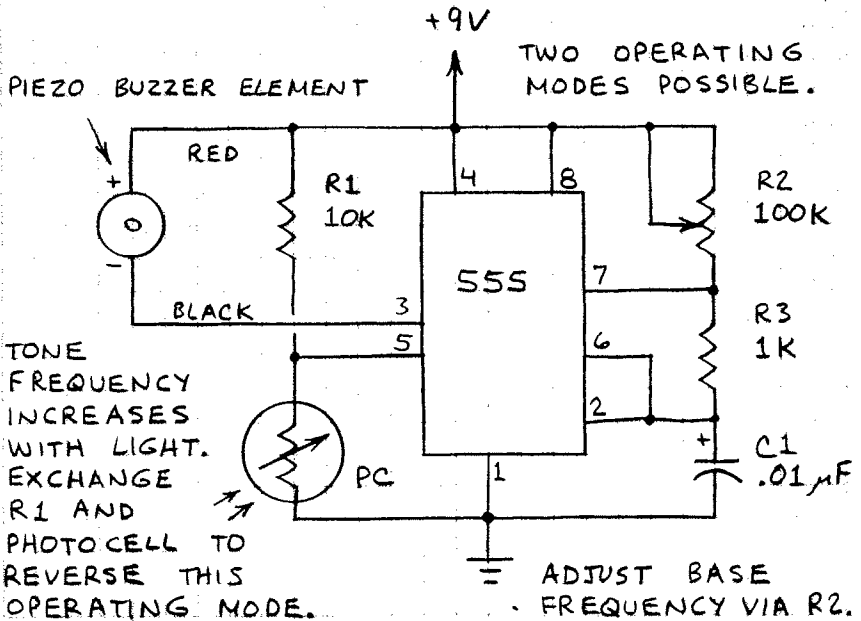 +9V
TWO OPERATING
MODES POSSIBLE.
PIEZO BUZZER ELEMENT
RED
+
-
R1
10K
4
8
R2
100K
555
7
BLACK
3
5
6
2
R3
1K
TONE
FREQUENCY
INCREASES
WITH LIGHT.
EXCHANGE
R1 AND
PHOTOCELL TO
REVERSE THIS
OPERATING MODE.
PC
1
+
C1
.01 µF
ADJUST BASE
FREQUENCY VIA R2.